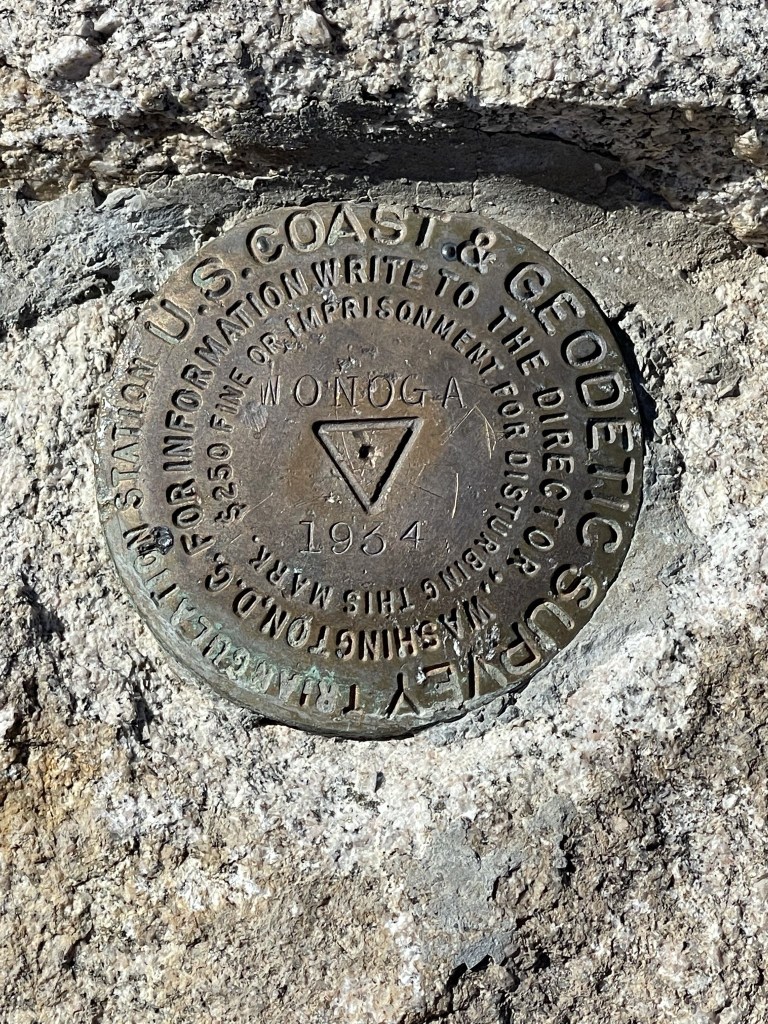 U.S. COAST & GEODETIC SURVEY
TRIANGULATION STATION
FOR INFORMATION WRITE TO THE DIRECTOR, WASHINGTON, D.C.
$250 FINE OR IMPRISONMENT FOR DISTURBING THIS MARK.
WONOGA
1934